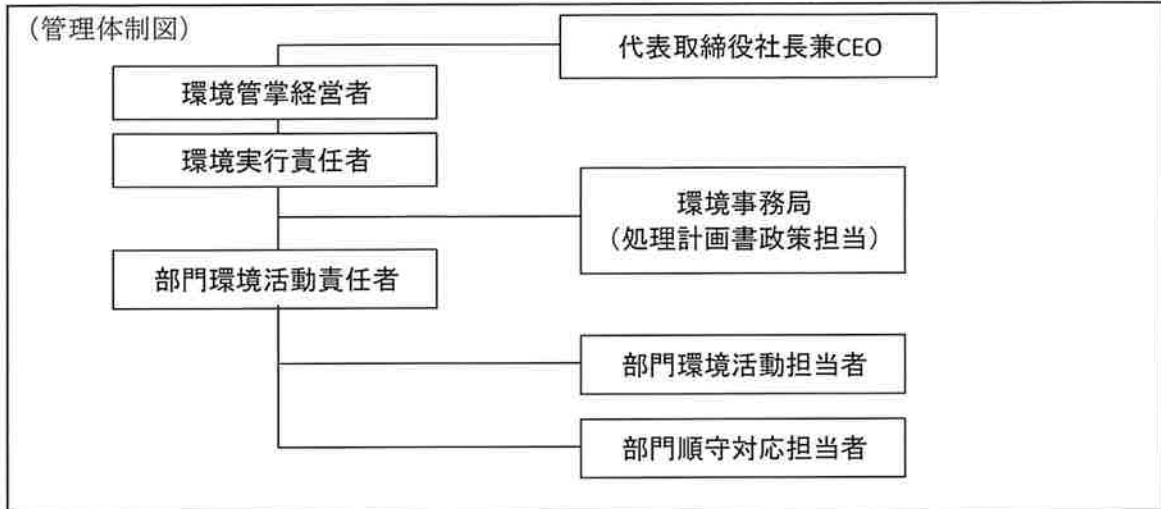 （管理体制図）
代表取締役社長兼CEO
環境管掌経営者
環境実行責任者
環境事務局
（処理計画書政策担当）
部門環境活動責任者
部門環境活動担当者
部門順守対応担当者